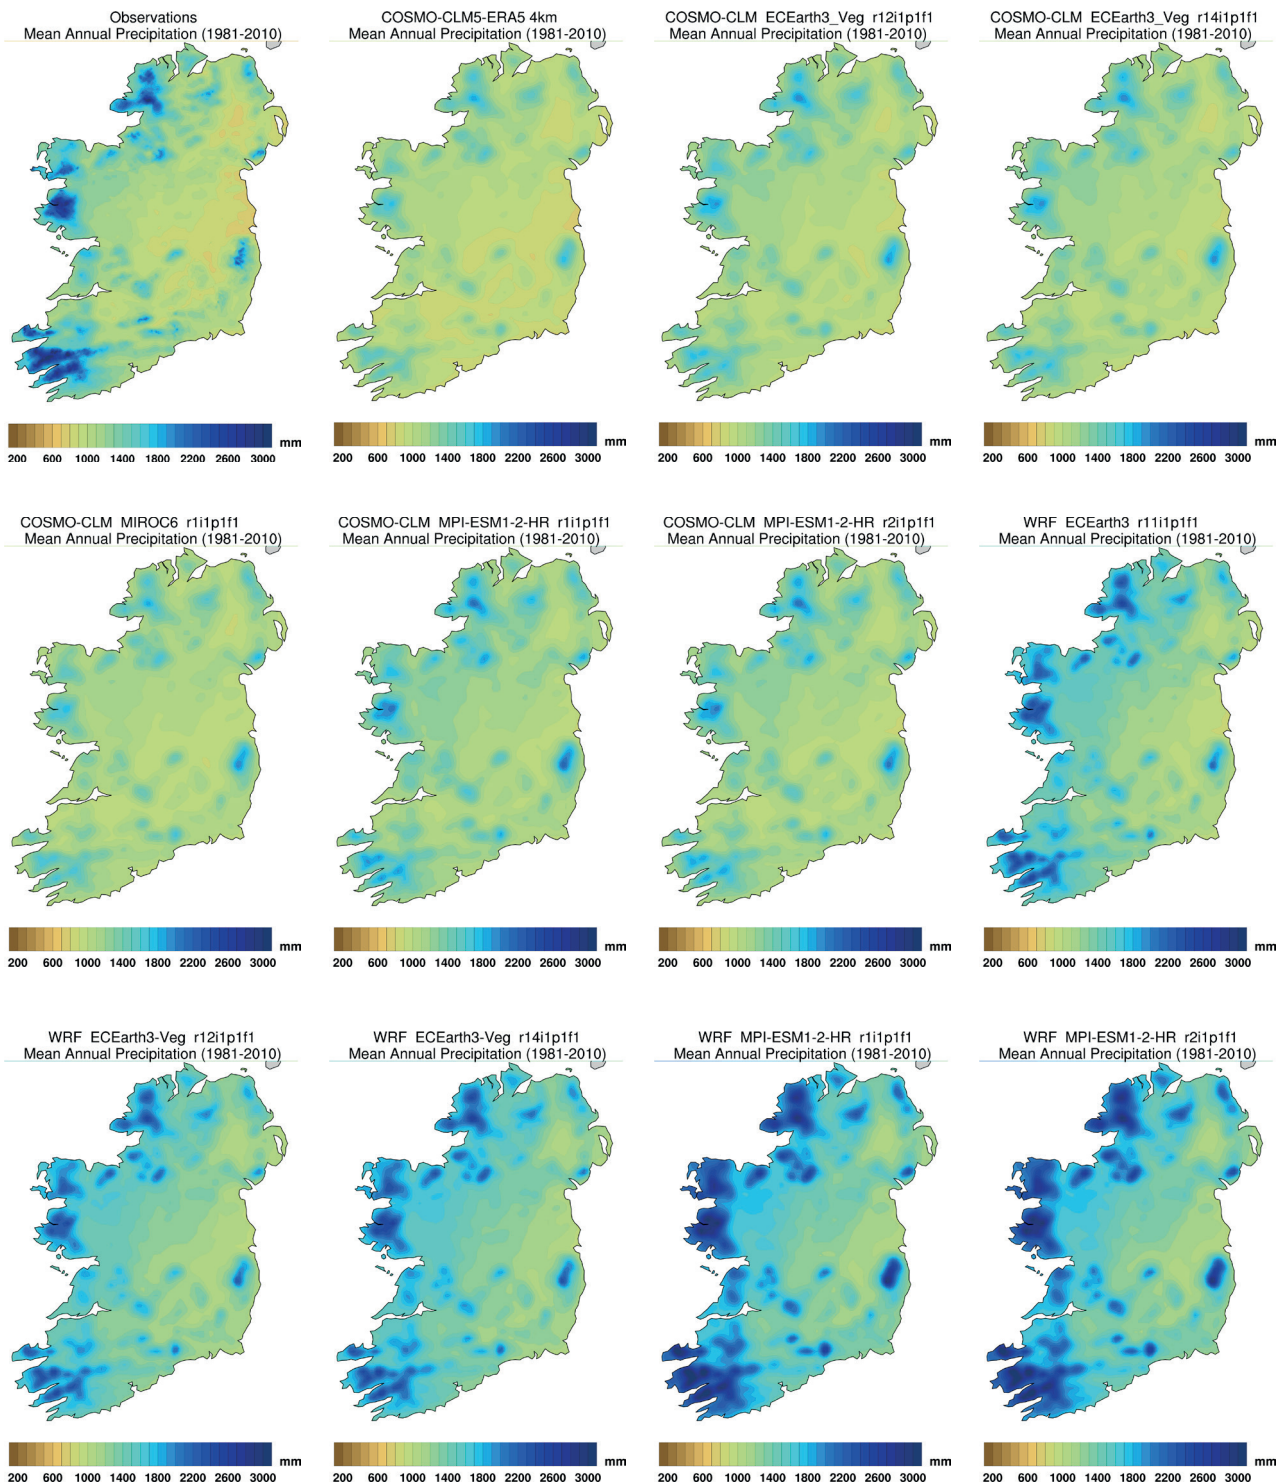 Observations
Mean Annual Precipitation (1981-2010)
COSMO-CLM5-ERA5 4km
Mean Annual Precipitation (1981-2010)
COSMO-CLM ECEarth3_Veg r12i1p1f1
Mean Annual Precipitation (1981-2010)
COSMO-CLM ECEarth3_Veg r14i1p1f1
Mean Annual Precipitation (1981-2010)
200 600 1000 1400 1800 2200 2600 3000 mm
200 600 1000 1400 1800 2200 2600 3000 mm
200 600 1000 1400 1800 2200 2600 3000 mm
200 600 1000 1400 1800 2200 2600 3000 mm
COSMO-CLM MIROC6 r1i1p1f1
Mean Annual Precipitation (1981-2010)
COSMO-CLM MPI-ESM1-2-HR r1i1p1f1
Mean Annual Precipitation (1981-2010)
COSMO-CLM MPI-ESM1-2-HR r2i1p1f1
Mean Annual Precipitation (1981-2010)
WRF ECEarth3 r11i1p1f1
Mean Annual Precipitation (1981-2010)
200 600 1000 1400 1800 2200 2600 3000 mm
200 600 1000 1400 1800 2200 2600 3000 mm
200 600 1000 1400 1800 2200 2600 3000 mm
200 600 1000 1400 1800 2200 2600 3000 mm
WRF ECEarth3-Veg r12i1p1f1
Mean Annual Precipitation (1981-2010)
WRF ECEarth3-Veg r14i1p1f1
Mean Annual Precipitation (1981-2010)
WRF MPI-ESM1-2-HR r1i1p1f1
Mean Annual Precipitation (1981-2010)
WRF MPI-ESM1-2-HR r2i1p1f1
Mean Annual Precipitation (1981-2010)
200 600 1000 1400 1800 2200 2600 3000 mm
200 600 1000 1400 1800 2200 2600 3000 mm
200 600 1000 1400 1800 2200 2600 3000 mm
200 600 1000 1400 1800 2200 2600 3000 mm